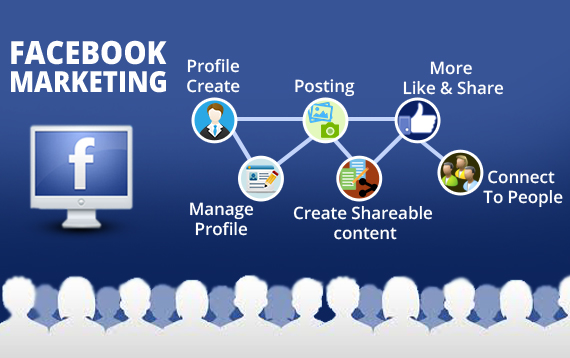 FACEBOOK
MARKETING
Profile
Create
Posting
More
Like & Share
f
Manage
Profile
Create Shareable
content
Connect
To People